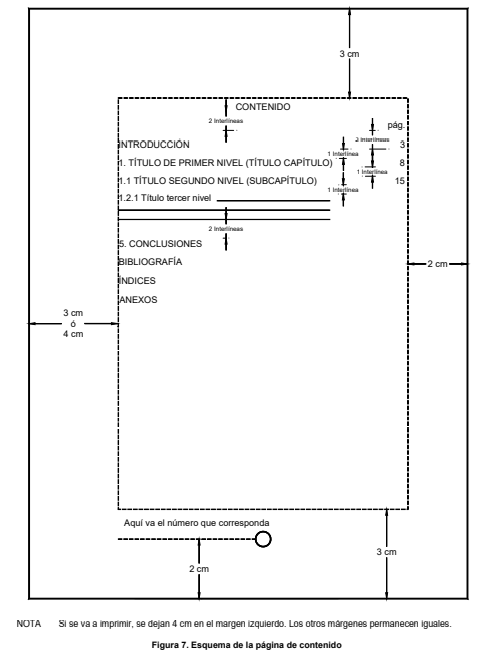 3 cm
CONTENIDO
2 Interlíneas
pág.
INTRODUCCIÓN 2 Interlíneas 3
1 Interlínea
1. TÍTULO DE PRIMER NIVEL (TÍTULO CAPÍTULO) 8
1 Interlínea
1.1 TÍTULO SEGUNDO NIVEL (SUBCAPÍTULO) 15
1 Interlínea
1.2.1 Título tercer nivel
2 Interlíneas
5. CONCLUSIONES
BIBLIOGRAFÍA
2 cm
ÍNDICES
ANEXOS
3 cm
ó
4 cm
Aquí va el número que corresponda
3 cm
2 cm
NOTA Si se va a imprimir, se dejan 4 cm en el margen izquierdo. Los otros márgenes permanecen iguales.
Figura 7. Esquema de la página de contenido